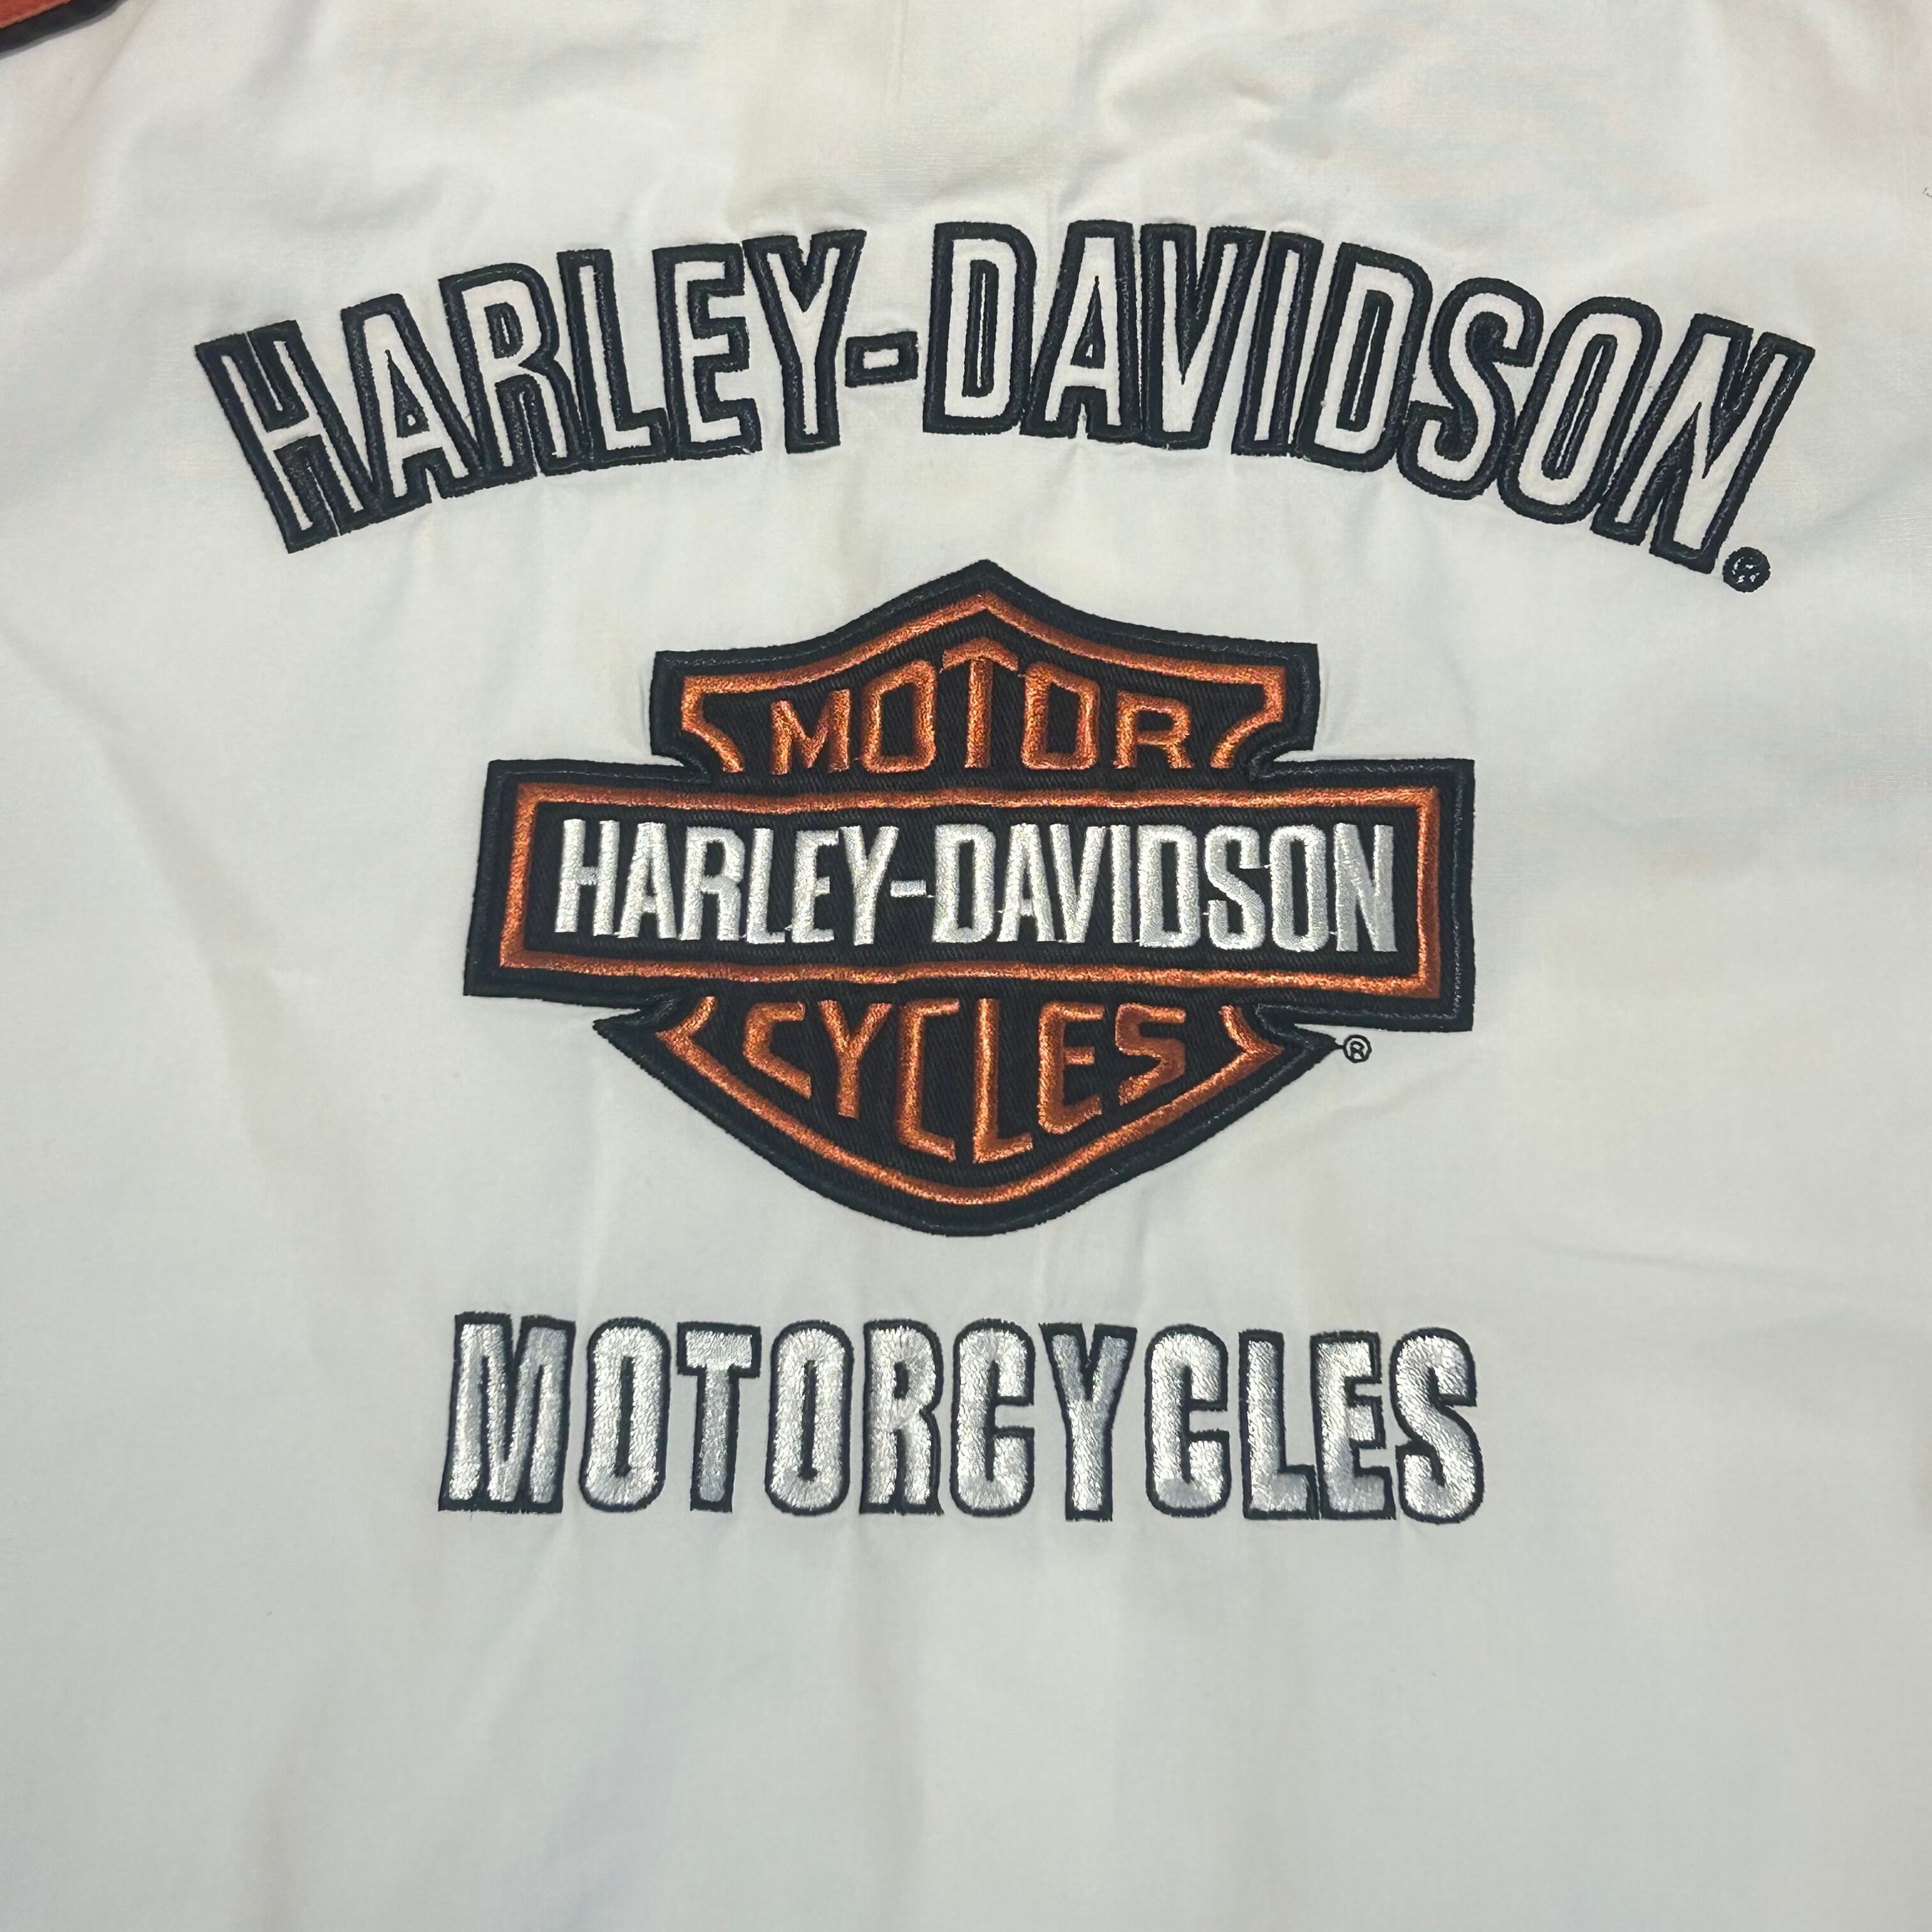 HARLEY-DAVIDSON.
MOTOR
HARLEY-DAVIDSON
CYCLES
®
MOTORCYCLES